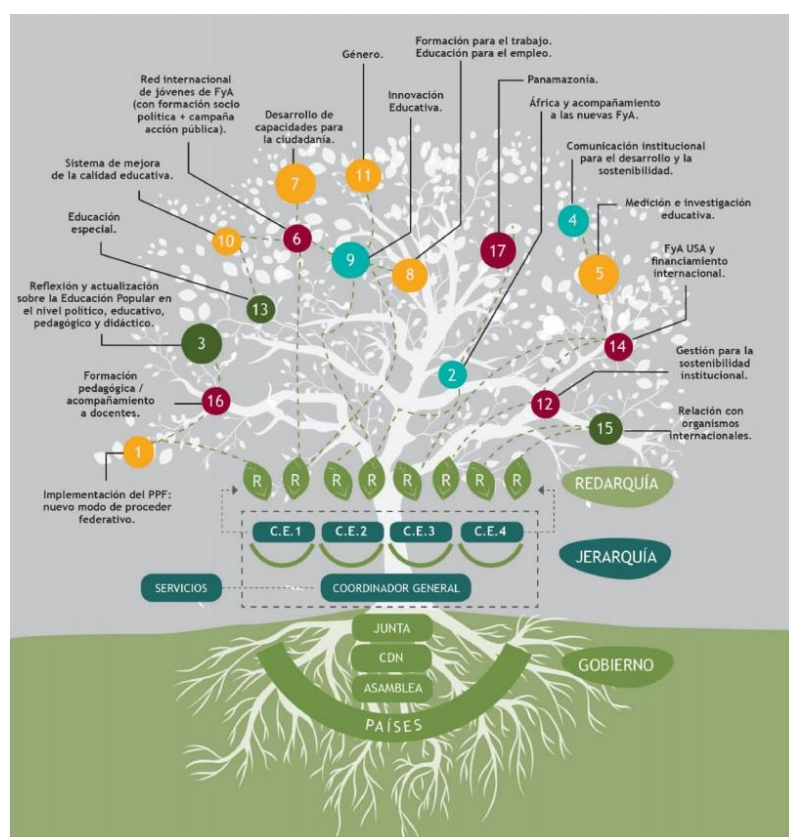 Formación para el trabajo.
Educación para el empleo.
Género.
Red internacional
de jóvenes de FyA
(con formación socio
política + campaña
acción pública).
Panamazonía.
Innovación
Educativa.
África y acompañamiento
a las nuevas FyA.
Desarrollo de
capacidades para
la ciudadanía.
Comunicación institucional
para el desarrollo y la
sostenibilidad.
Sistema de mejora
de la calidad educativa.
11
7
4
Medición e investigación
educativa.
Educación
especial.
10
6
9
17
8
5
FyA USA y
financiamiento
internacional.
Reflexión y actualización
sobre la Educación Popular en
el nivel político, educativo,
pedagógico y didáctico.
13
3
14
2
Gestión para la
sostenibilidad
institucional.
Formación
pedagógica /
acompañamiento
a docentes.
16
12
15
Relación con
organismos
internacionales.
1
Implementación del PPF:
nuevo modo de proceder
federativo.
R R R R R R R R
REDARQUÍA
C.E.1 C.E.2 C.E.3 C.E.4
JERARQUÍA
SERVICIOS COORDINADOR GENERAL
JUNTA
CDN
GOBIERNO
ASAMBLEA
PAÍSES